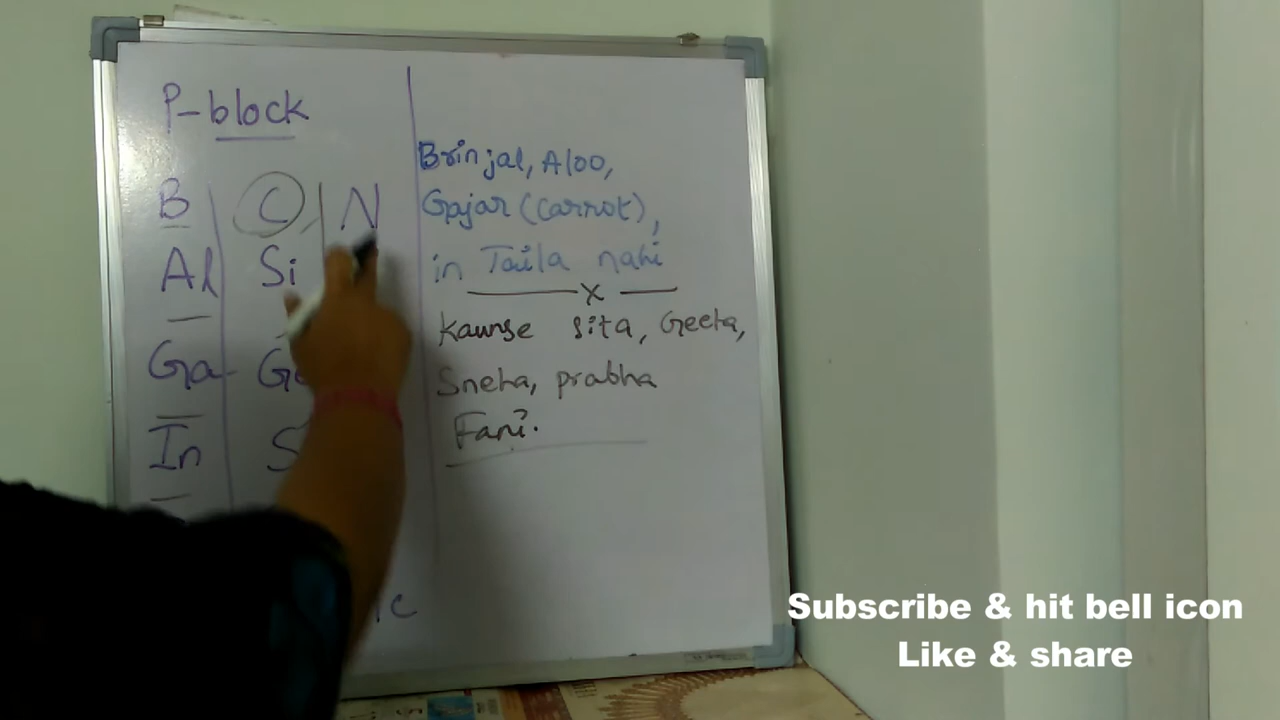 P-block
B C N
Al Si
Ga Ge
In S
Brinjal, Aloo,
Gajar (carrot),
in Taila nahi
x
Kaunse Sita, Geeta,
Sneha, prabha
Fani.
Subscribe & hit bell icon
Like & share